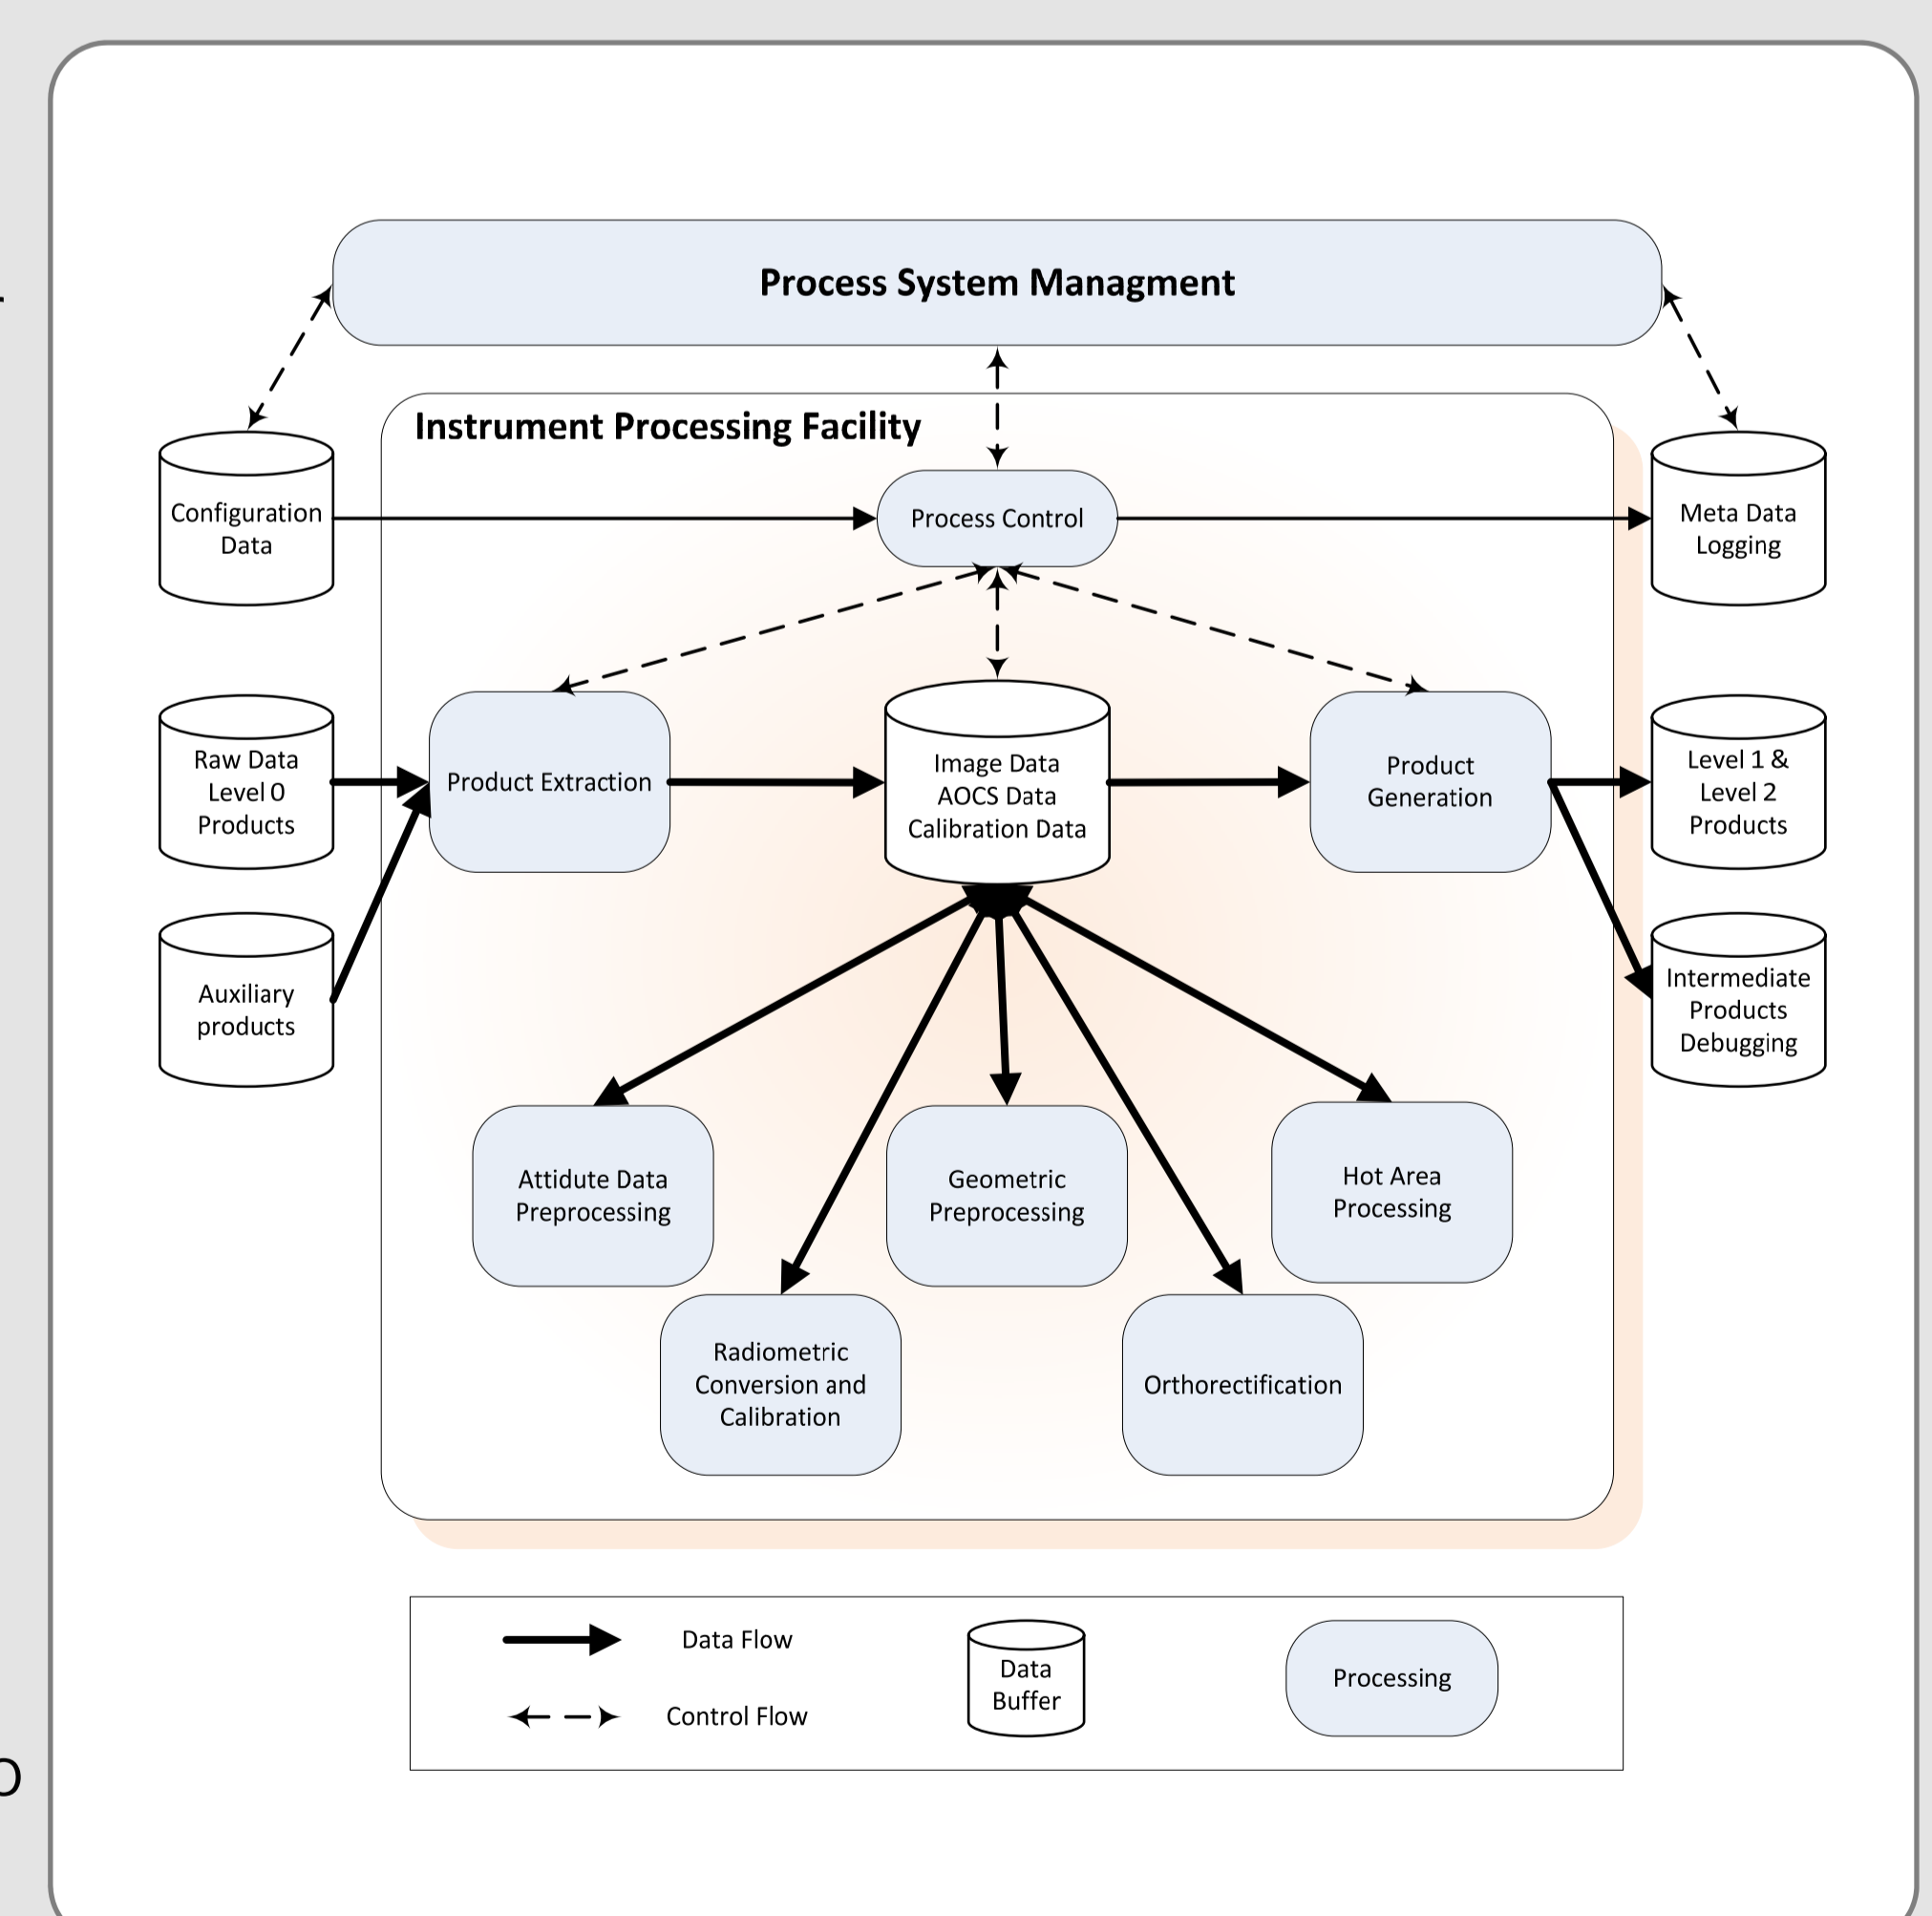 Process System Managment
Instrument Processing Facility
Configuration
Data
Process Control
Meta Data
Logging
Raw Data
Level 0
Products
Product Extraction
Image Data
AOCS Data
Calibration Data
Product
Generation
Level 1 &
Level 2
Products
Auxiliary
products
Intermediate
Products
Debugging
Attidute Data
Preprocessing
Geometric
Preprocessing
Hot Area
Processing
Radiometric
Conversion and
Calibration
Orthorectification
Data Flow
Control Flow
Data
Buffer
Processing